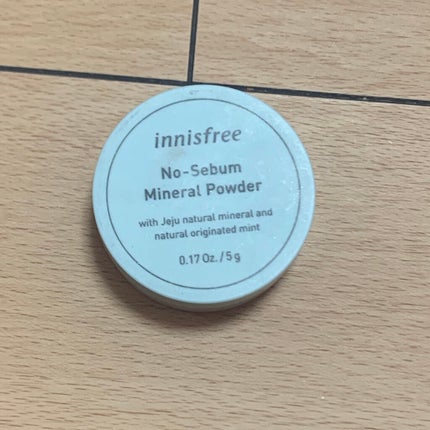 innisfree
No-Sebum
Mineral Powder
with Jeju natural mineral and
natural originated mint
0.17 Oz./5g